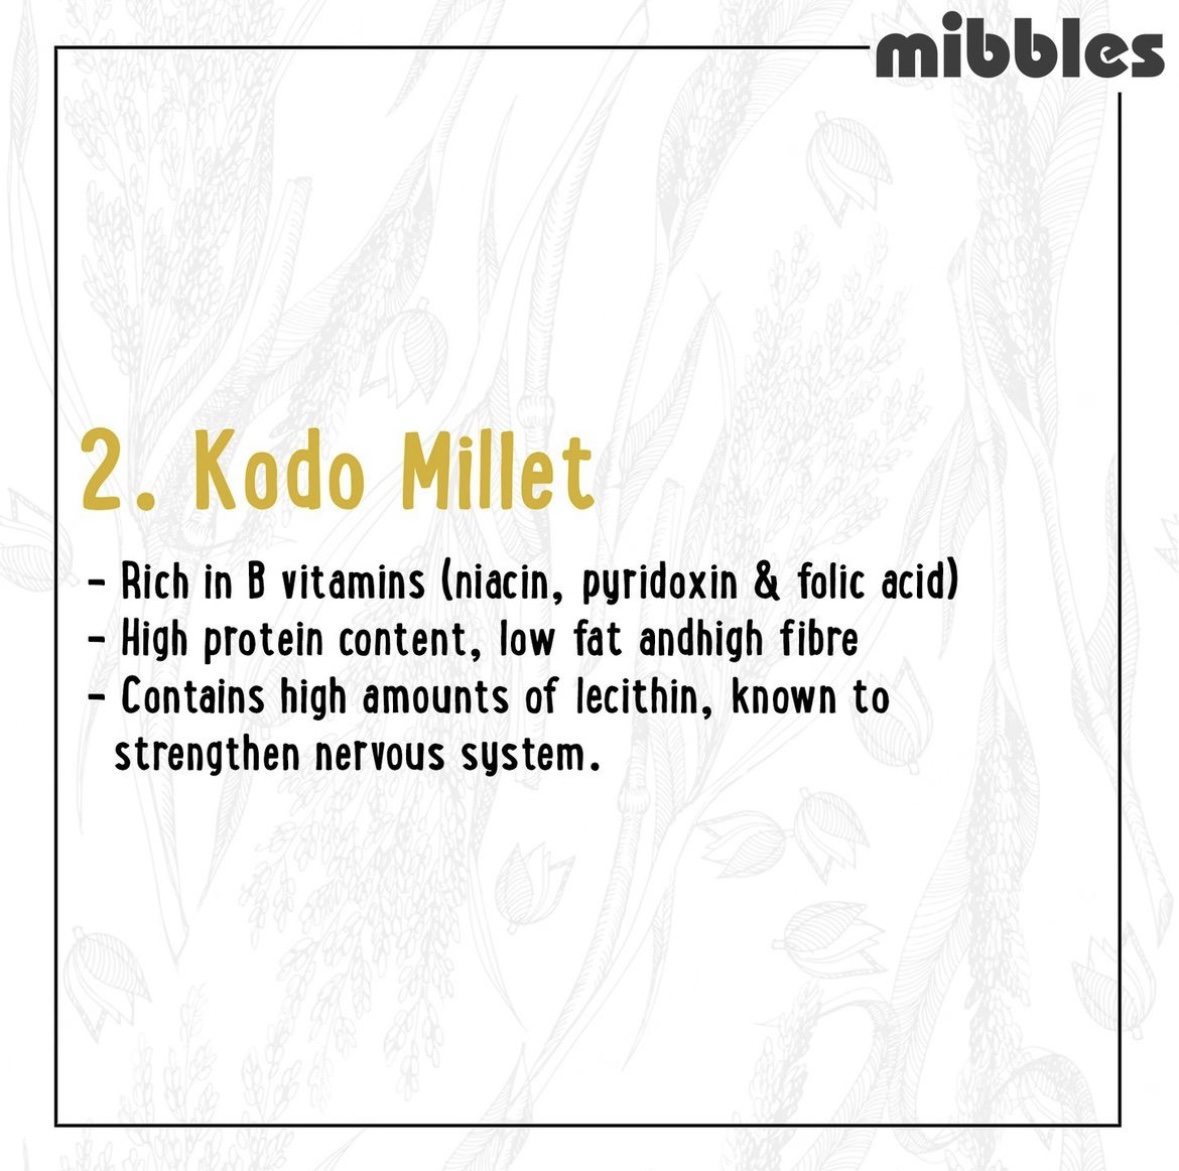 mibbles
2. Kodo Millet
- Rich in B vitamins (niacin, pyridoxin & folic acid)
- High protein content, low fat andhigh fibre
- Contains high amounts of lecithin, known to
strengthen nervous system.